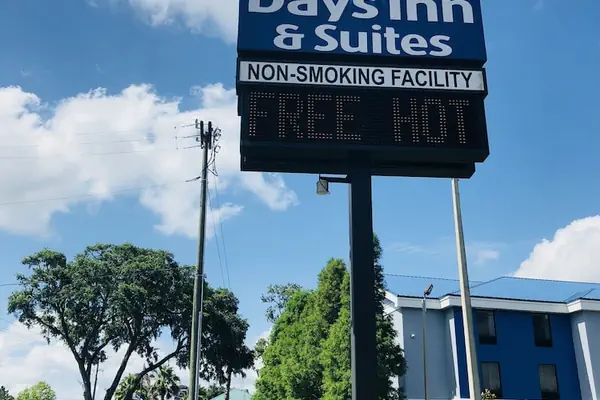 Days Inn
& Suites
NON-SMOKING FACILITY
FREE HOT